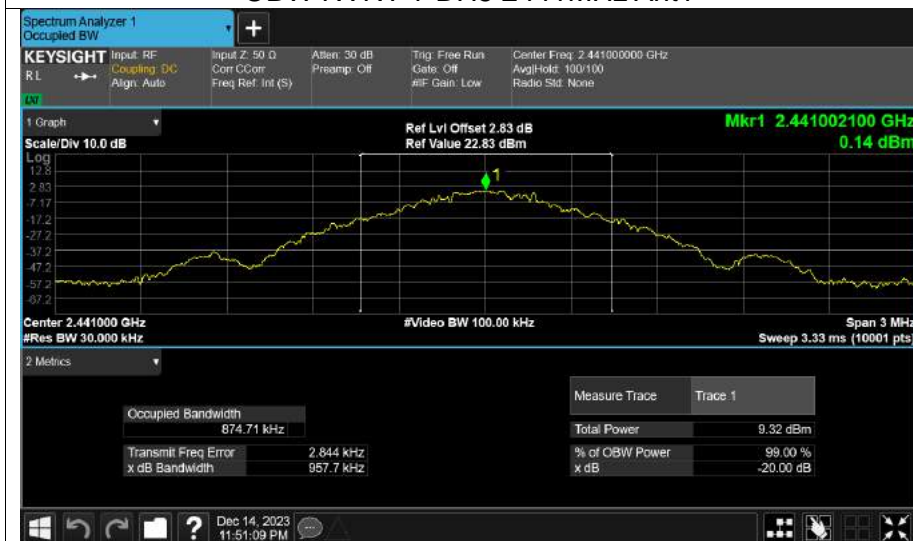 Spectrum Analyzer 1
Occupied BW
+
KEYSIGHT
R L
LXI
Input: RF
Coupling: DC
Align: Auto
Input Z: 50 Ω
Corr CCorr
Freq Ref: Int (S)
Atten: 30 dB
Preamp: Off
Trig: Free Run
Gate: Off
#IF Gain: Low
Center Freq: 2.441000000 GHz
Avg|Hold: 100/100
Radio Std: None
1 Graph
Scale/Div 10.0 dB
Ref Lvl Offset 2.83 dB
Ref Value 22.83 dBm
Mkr1 2.441002100 GHz
0.14 dBm
Log
12.8
2.83
-7.17
-17.2
-27.2
-37.2
-47.2
-57.2
-67.2
1
Center 2.441000 GHz
#Res BW 30.000 kHz
#Video BW 100.00 kHz
Span 3 MHz
Sweep 3.33 ms (10001 pts)
2 Metrics
Occupied Bandwidth
874.71 kHz
Transmit Freq Error 2.844 kHz
x dB Bandwidth 957.7 kHz
Measure Trace Trace 1
Total Power 9.32 dBm
% of OBW Power 99.00 %
x dB -20.00 dB
?
Dec 14, 2023
11:51:09 PM